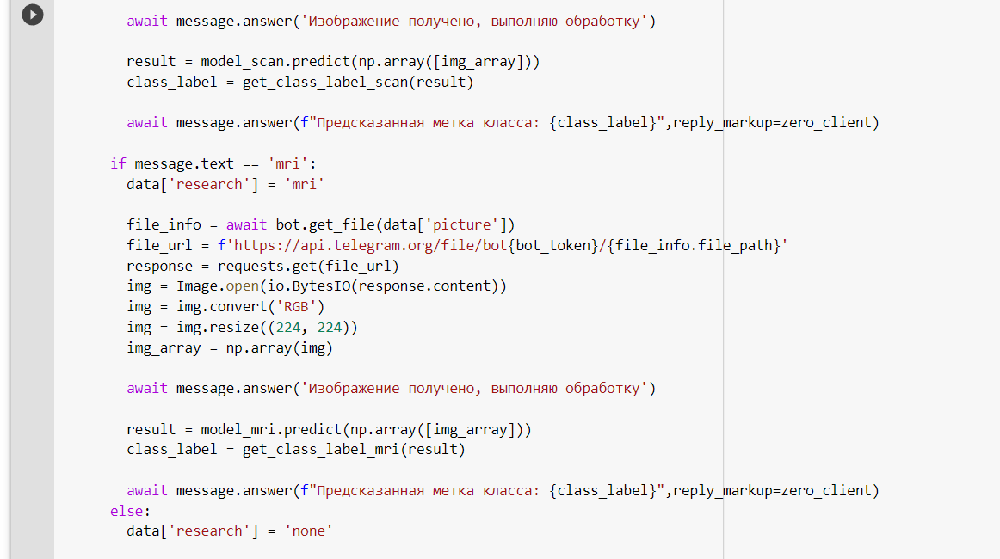 await message.answer('Изображение получено, выполняю обработку')
result = model_scan.predict(np.array([img_array]))
class_label = get_class_label_scan(result)
await message.answer(f"Предсказанная метка класса: {class_label}",reply_markup=zero_client)
if message.text == 'mri':
data['research'] = 'mri'
file_info = await bot.get_file(data['picture'])
file_url = f'https://api.telegram.org/file/bot{bot_token}/{file_info.file_path}'
response = requests.get(file_url)
img = Image.open(io.BytesIO(response.content))
img = img.convert('RGB')
img = img.resize((224, 224))
img_array = np.array(img)
await message.answer('Изображение получено, выполняю обработку')
result = model_mri.predict(np.array([img_array]))
class_label = get_class_label_mri(result)
await message.answer(f"Предсказанная метка класса: {class_label}",reply_markup=zero_client)
else:
data['research'] = 'none'